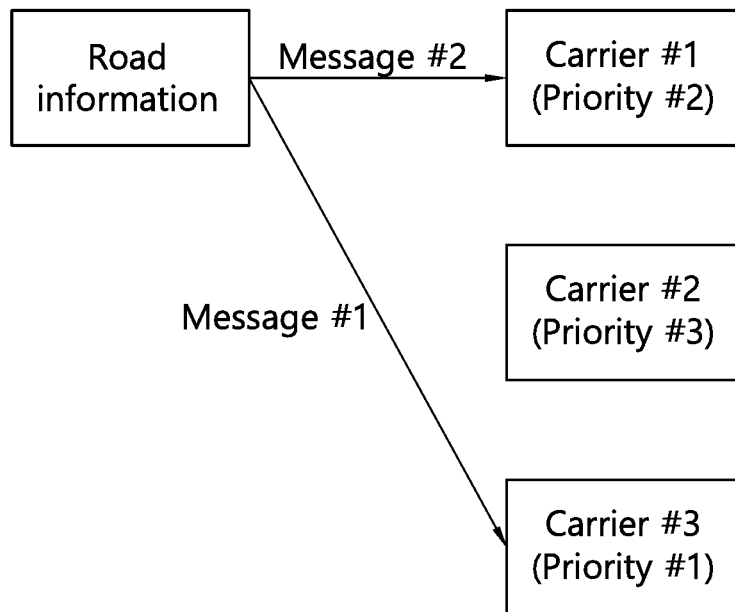 Road
information
Message #2
Carrier #1
(Priority #2)
Message #1
Carrier #2
(Priority #3)
Carrier #3
(Priority #1)